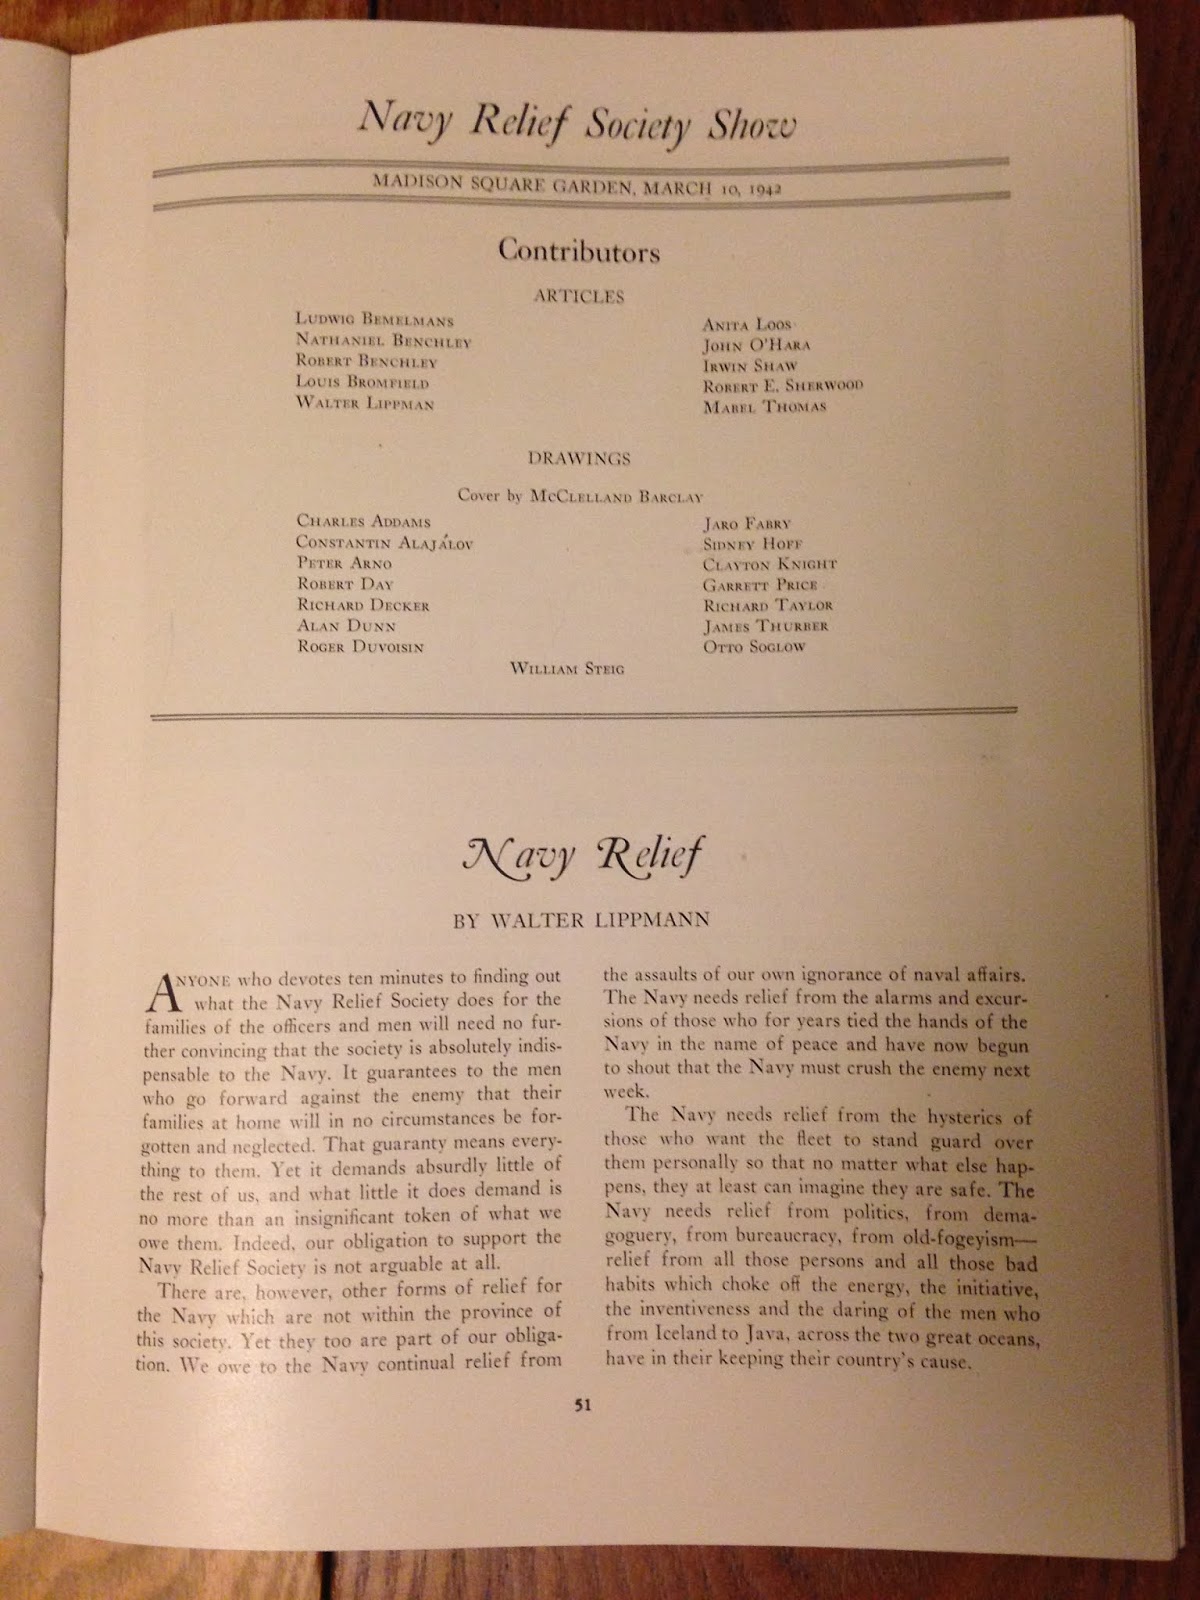 Navy Relief Society Show
MADISON SQUARE GARDEN, MARCH 10, 1942
Contributors
ARTICLES
LUDWIG BEMELMANS
NATHANIEL BENCHLEY
ROBERT BENCHLEY
LOUIS BROMFIELD
WALTER LIPPMAN
ANITA LOOS
JOHN O'HARA
IRWIN SHAW
ROBERT E. SHERWOOD
MABEL THOMAS
DRAWINGS
Cover by MCCLELLAND BARCLAY
CHARLES ADDAMS
CONSTANTIN ALAJÁLOV
PETER ARNO
ROBERT DAY
RICHARD DECKER
ALAN DUNN
ROGER DUVOISIN
JARO FABRY
SIDNEY HOFF
CLAYTON KNIGHT
GARRETT PRICE
RICHARD TAYLOR
JAMES THURBER
OTTO SOGLOW
WILLIAM STEIG
Navy Relief
BY WALTER LIPPMANN
ANYONE who devotes ten minutes to finding out
what the Navy Relief Society does for the
families of the officers and men will need no fur-
ther convincing that the society is absolutely indis-
pensable to the Navy. It guarantees to the men
who go forward against the enemy that their
families at home will in no circumstances be for-
gotten and neglected. That guaranty means every-
thing to them. Yet it demands absurdly little of
the rest of us, and what little it does demand is
no more than an insignificant token of what we
owe them. Indeed, our obligation to support the
Navy Relief Society is not arguable at all.
There are, however, other forms of relief for
the Navy which are not within the province of
this society. Yet they too are part of our obliga-
tion. We owe to the Navy continual relief from
the assaults of our own ignorance of naval affairs.
The Navy needs relief from the alarms and excur-
sions of those who for years tied the hands of the
Navy in the name of peace and have now begun
to shout that the Navy must crush the enemy next
week.
The Navy needs relief from the hysterics of
those who want the fleet to stand guard over
them personally so that no matter what else hap-
pens, they at least can imagine they are safe. The
Navy needs relief from politics, from dema-
goguery, from bureaucracy, from old-fogeyism—
relief from all those persons and all those bad
habits which choke off the energy, the initiative,
the inventiveness and the daring of the men who
from Iceland to Java, across the two great oceans,
have in their keeping their country's cause.
51